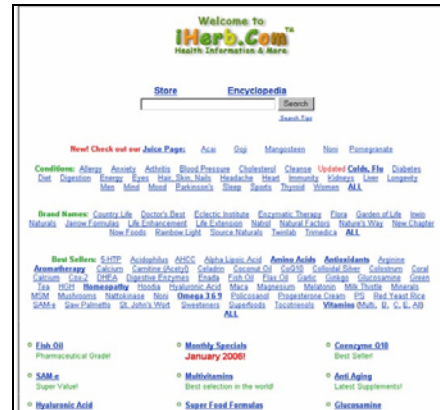 Welcome to
iHerb.Com™
Health Information & More.
Store Encyclopedia
Search
Search Tips
New! Check out our Juice Page: Acai Goji Mangosteen Noni Pomegranate
Conditions: Allergy Anxiety Arthritis Blood Pressure Cholesterol Cleanse Updated Colds, Flu Diabetes
Diet Digestion Energy Eyes Hair, Skin, Nails Headache Heart Immunity Kidneys Liver Longevity
Men Mind Mood Parkinson's Sleep Sports Thyroid Women ALL
Brand Names: Country Life Doctor's Best Eclectic Institute Enzymatic Therapy Flora Garden of Life Irwin
Naturals Jarrow Formulas Life Enhancement Life Extension Natrol Natural Factors Nature's Way New Chapter
Now Foods Rainbow Light Source Naturals Twinlab Trimedica ALL
Best Sellers: 5-HTP Acidophilus AHCC Alpha Lipoic Acid Amino Acids Antioxidants Arginine
Aromatherapy Calcium Carnitine (Acetyl) Celadrin Coconut Oil CoQ10 Colloidal Silver Colostrum Coral
Calcium Cox-2 DHEA Digestive Enzymes Enada Fish Oil Flax Oil Garlic Ginkgo Glucosamine Green
Tea HGH Homeopathy Hoodia Hyaluronic Acid Maca Magnesium Melatonin Milk Thistle Minerals
MSM Mushrooms Nattokinase Noni Omega 3 6 9 Policosanol Progesterone Cream PS Red Yeast Rice
SAM-e Saw Palmetto St. John's Wort Sweeteners Superfoods Tocotrienols Vitamins (Multi, B, C, E, All)
ALL
Fish Oil Monthly Specials Coenzyme Q10
Pharmaceutical Grade! January 2006! Best Seller!
SAM-e Multivitamins Anti Aging
Super Value! Best selection in the world! Latest Supplements!
Hyaluronic Acid Super Food Formulas Glucosamine